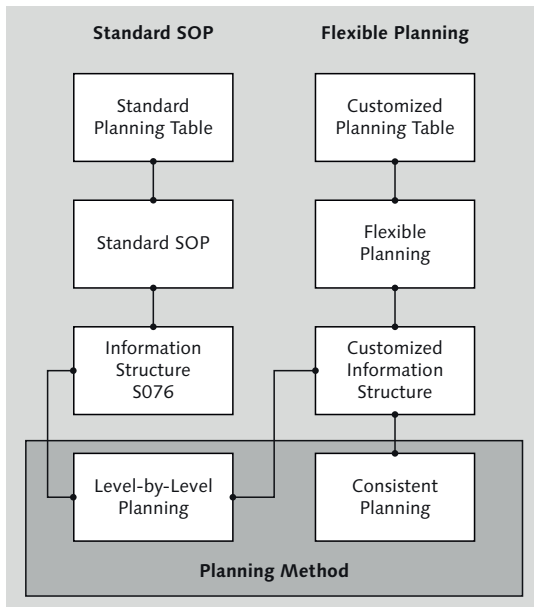 Standard SOP
Flexible Planning
Standard
Planning Table
Customized
Planning Table
Standard SOP
Flexible
Planning
Information
Structure
S076
Customized
Information
Structure
Level-by-Level
Planning
Consistent
Planning
Planning Method